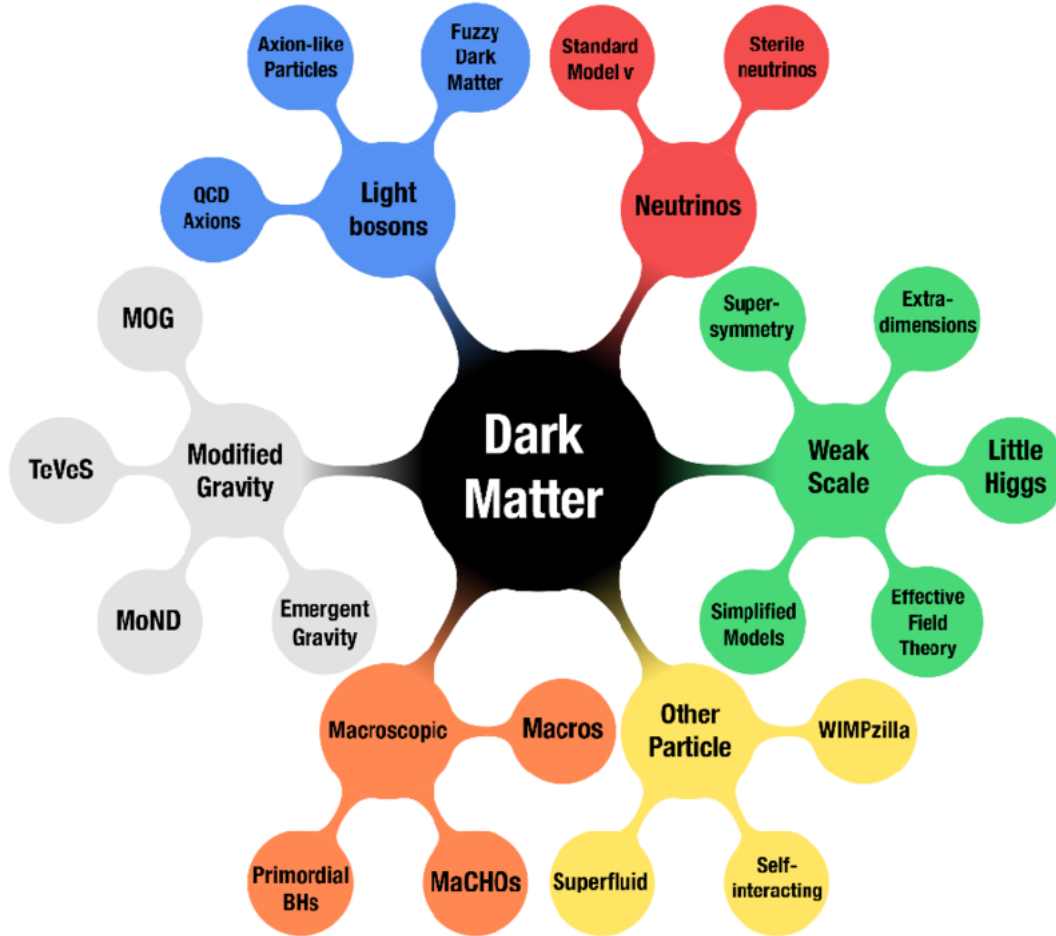 Axion-like
Particles
Fuzzy
Dark
Matter
Standard
Model ν
Sterile
neutrinos
QCD
Axions
Light
bosons
Neutrinos
MOG
Super-
symmetry
Extra-
dimensions
TeVeS
Modified
Gravity
Dark
Matter
Weak
Scale
Little
Higgs
MoND
Emergent
Gravity
Simplified
Models
Effective
Field
Theory
Macroscopic
Macros
Other
Particle
WIMPzilla
Primordial
BHs
MaCHOs
Superfluid
Self-
interacting